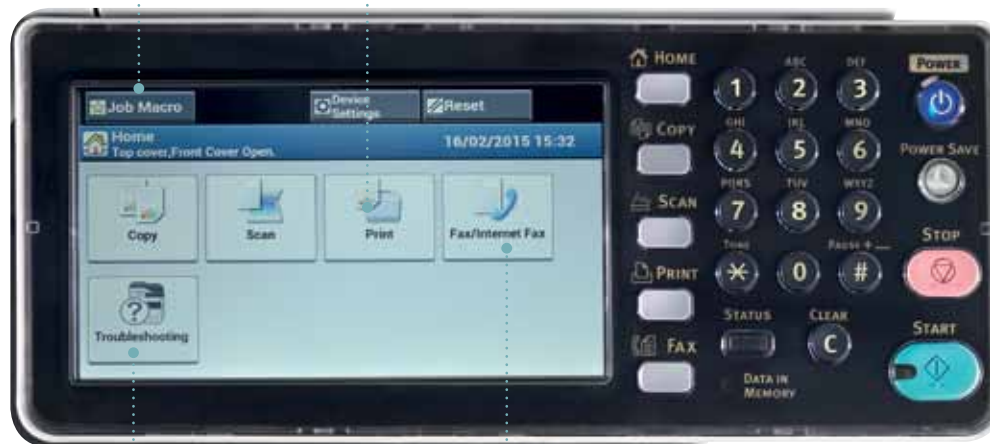 Job Macro
Device Settings
Reset
Home
Top cover,Front Cover Open.
16/02/2015 15:32
Copy
Scan
Print
Fax/Internet Fax
Troubleshooting
HOME
COPY
SCAN
PRINT
FAX
1
ABC
2
DEF
3
GHI
4
JKL
5
MNO
6
PQRS
7
TUV
8
WXYZ
9
TONE
0
PAUSE + _
#
STATUS
CLEAR
C
DATA IN
MEMORY
POWER
POWER SAVE
STOP
START